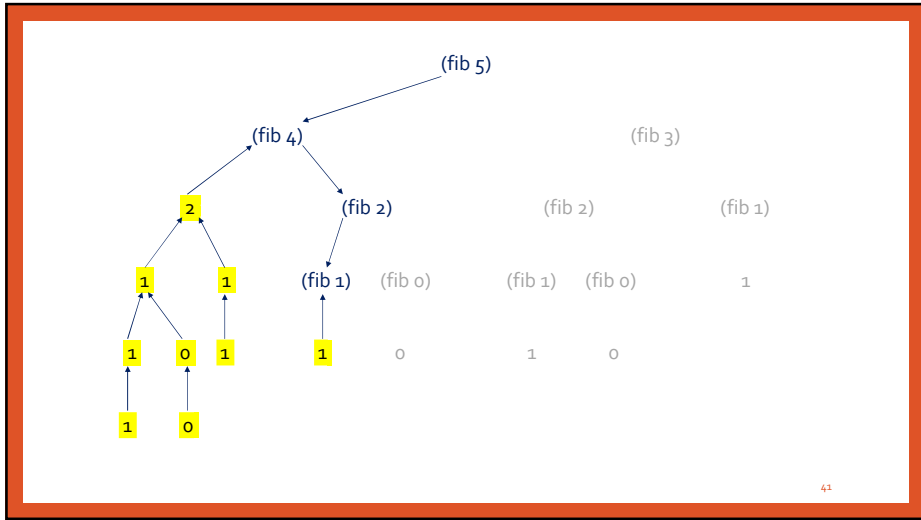 (fib 5)
(fib 4) (fib 3)
2 (fib 2) (fib 2) (fib 1)
1 1 (fib 1) (fib 0) (fib 1) (fib 0) 1
1 0 1 1 0 1 0
1 0
41